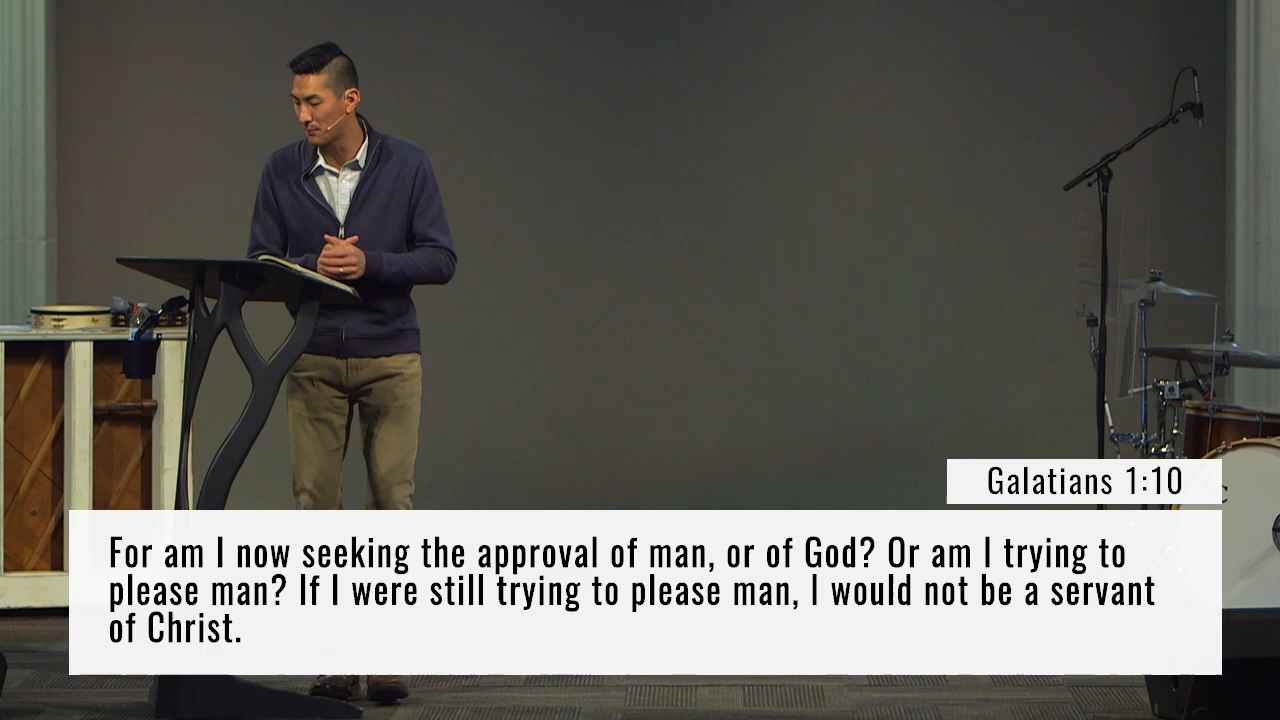 Galatians 1:10
For am I now seeking the approval of man, or of God? Or am I trying to
please man? If I were still trying to please man, I would not be a servant
of Christ.